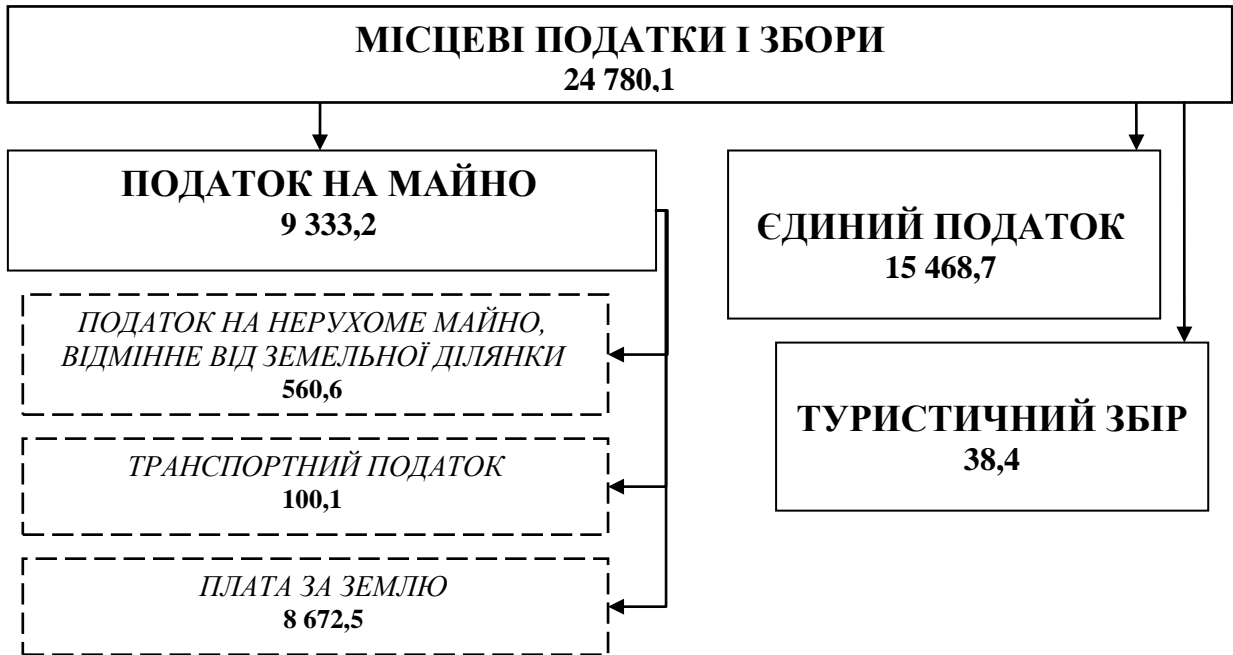 МІСЦЕВІ ПОДАТКИ І ЗБОРИ
24 780,1
ПОДАТОК НА МАЙНО
9 333,2
ПОДАТОК НА НЕРУХОМЕ МАЙНО,
ВІДМІННЕ ВІД ЗЕМЕЛЬНОЇ ДІЛЯНКИ
560,6
ТРАНСПОРТНИЙ ПОДАТОК
100,1
ПЛАТА ЗА ЗЕМЛЮ
8 672,5
ЄДИНИЙ ПОДАТОК
15 468,7
ТУРИСТИЧНИЙ ЗБІР
38,4